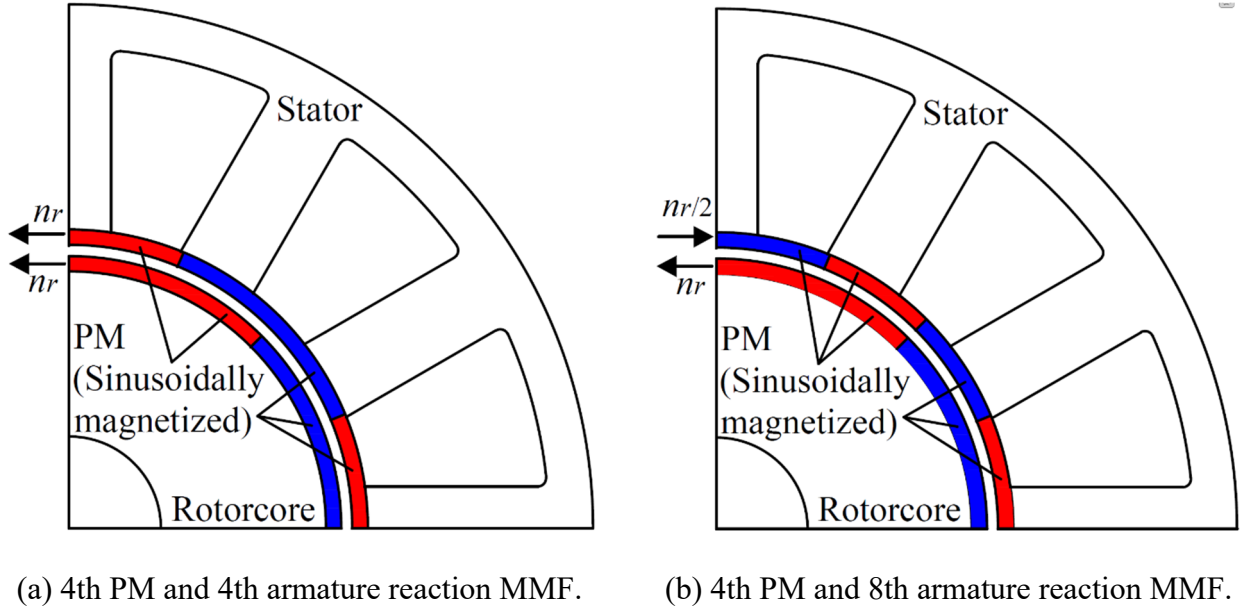 Stator
nr
nr
PM
(Sinusoidally
magnetized)
Rotorcore
Stator
nr/2
nr
PM
(Sinusoidally
magnetized)
Rotorcore
(a) 4th PM and 4th armature reaction MMF.
(b) 4th PM and 8th armature reaction MMF.